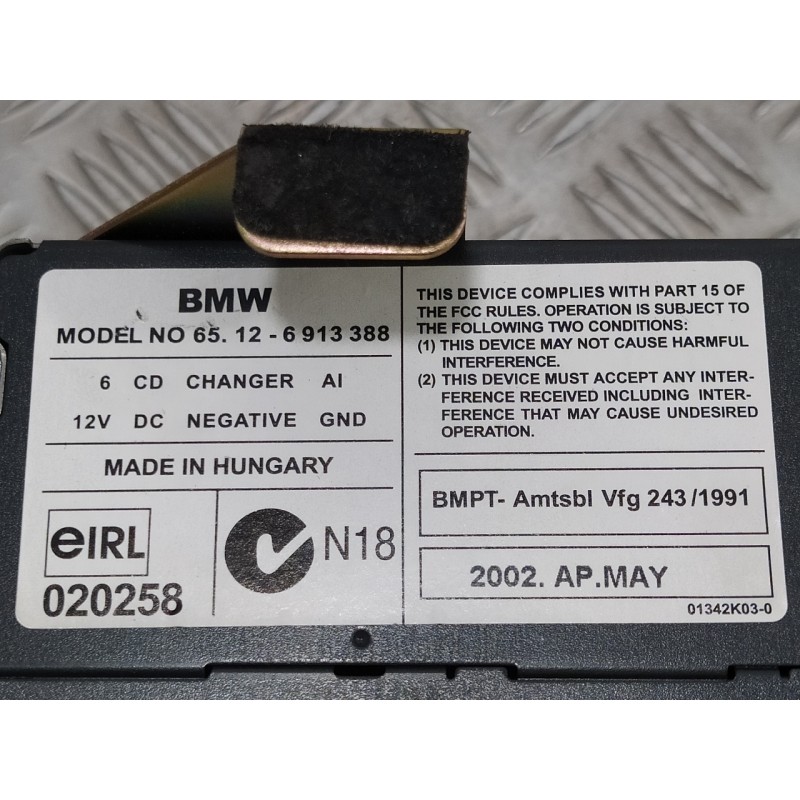 BMW
MODEL NO 65. 12 - 6 913 388
6 CD CHANGER AI
12V DC NEGATIVE GND
MADE IN HUNGARY
eIRL
020258
N18
THIS DEVICE COMPLIES WITH PART 15 OF
THE FCC RULES. OPERATION IS SUBJECT TO
THE FOLLOWING TWO CONDITIONS:
(1) THIS DEVICE MAY NOT CAUSE HARMFUL
INTERFERENCE.
(2) THIS DEVICE MUST ACCEPT ANY INTER-
FERENCE RECEIVED INCLUDING INTER-
FERENCE THAT MAY CAUSE UNDESIRED
OPERATION.
BMPT- Amtsbl Vfg 243 /1991
2002. AP.MAY
01342K03-0